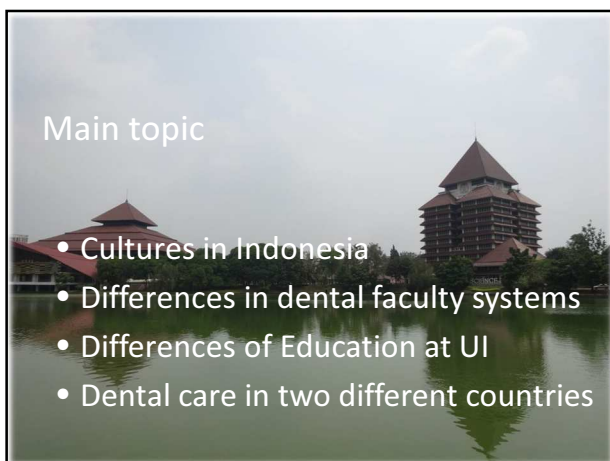 Main topic
• Cultures in Indonesia
• Differences in dental faculty systems
• Differences of Education at UI
• Dental care in two different countries